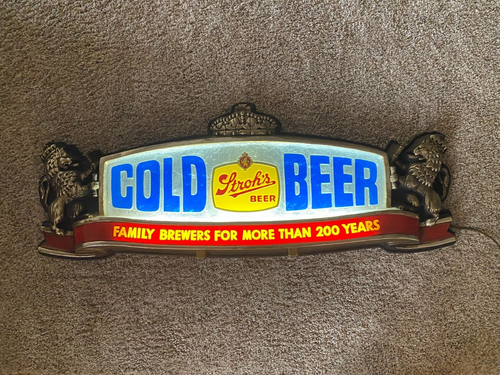 COLD Stroh's BEER
BEER
FAMILY BREWERS FOR MORE THAN 200 YEARS